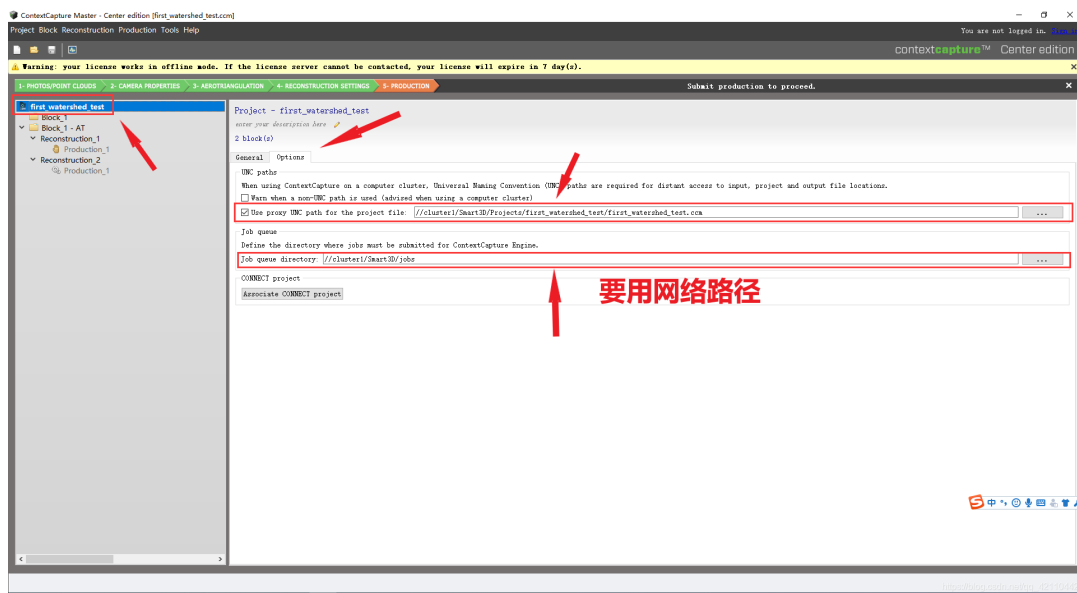 ContextCapture Master - Center edition [first_watershed_test.ccm]
Project Block Reconstruction Production Tools Help
You are not logged in. Sign in
contextcapture™ Center edition
Warning: your license works in offline mode. If the license server cannot be contacted, your license will expire in 7 day(s).
1- PHOTOS/POINT CLOUDS 2- CAMERA PROPERTIES 3- AEROTRIANGULATION 4- RECONSTRUCTION SETTINGS 5- PRODUCTION
Submit production to proceed.
first_watershed_test
Block_1
Block_1 - AT
Reconstruction_1
Production_1
Reconstruction_2
Production_1
Project - first_watershed_test
enter your description here
2 block(s)
General Options
UNC paths
When using ContextCapture on a computer cluster, Universal Naming Convention (UNC) paths are required for distant access to input, project and output file locations.
Warn when a non-UNC path is used (advised when using a computer cluster)
Use proxy UNC path for the project file: //cluster1/Smart3D/Projects/first_watershed_test/first_watershed_test.ccm ...
Job queue
Define the directory where jobs must be submitted for ContextCapture Engine.
Job queue directory: //cluster1/Smart3D/jobs ...
CONNECT project
Associate CONNECT project
要用网络路径
中